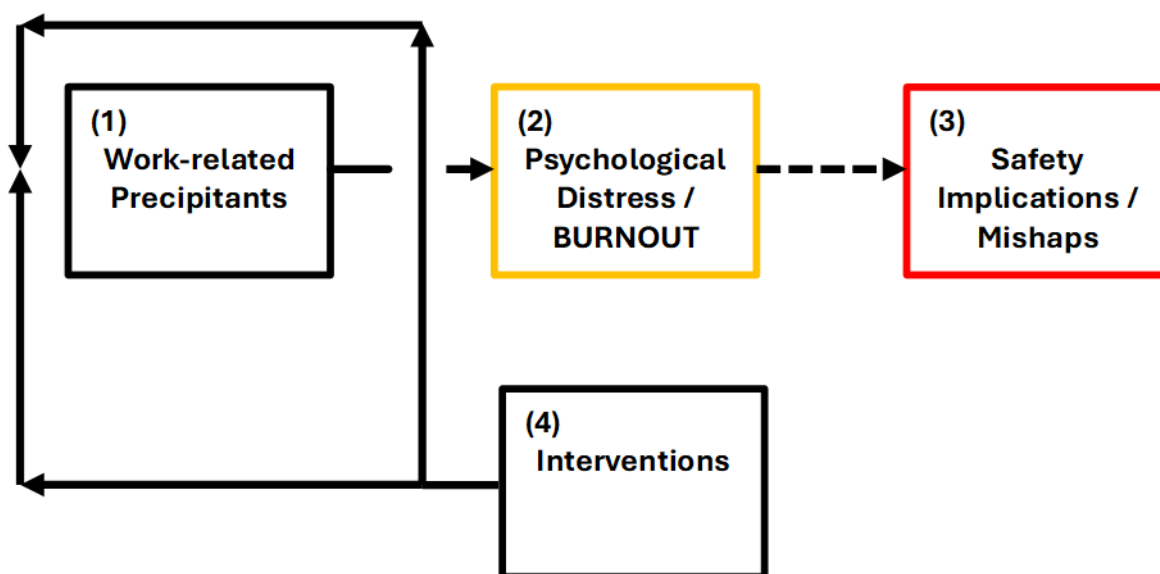 (1)
Work-related
Precipitants
(2)
Psychological
Distress /
BURNOUT
(3)
Safety
Implications /
Mishaps
(4)
Interventions